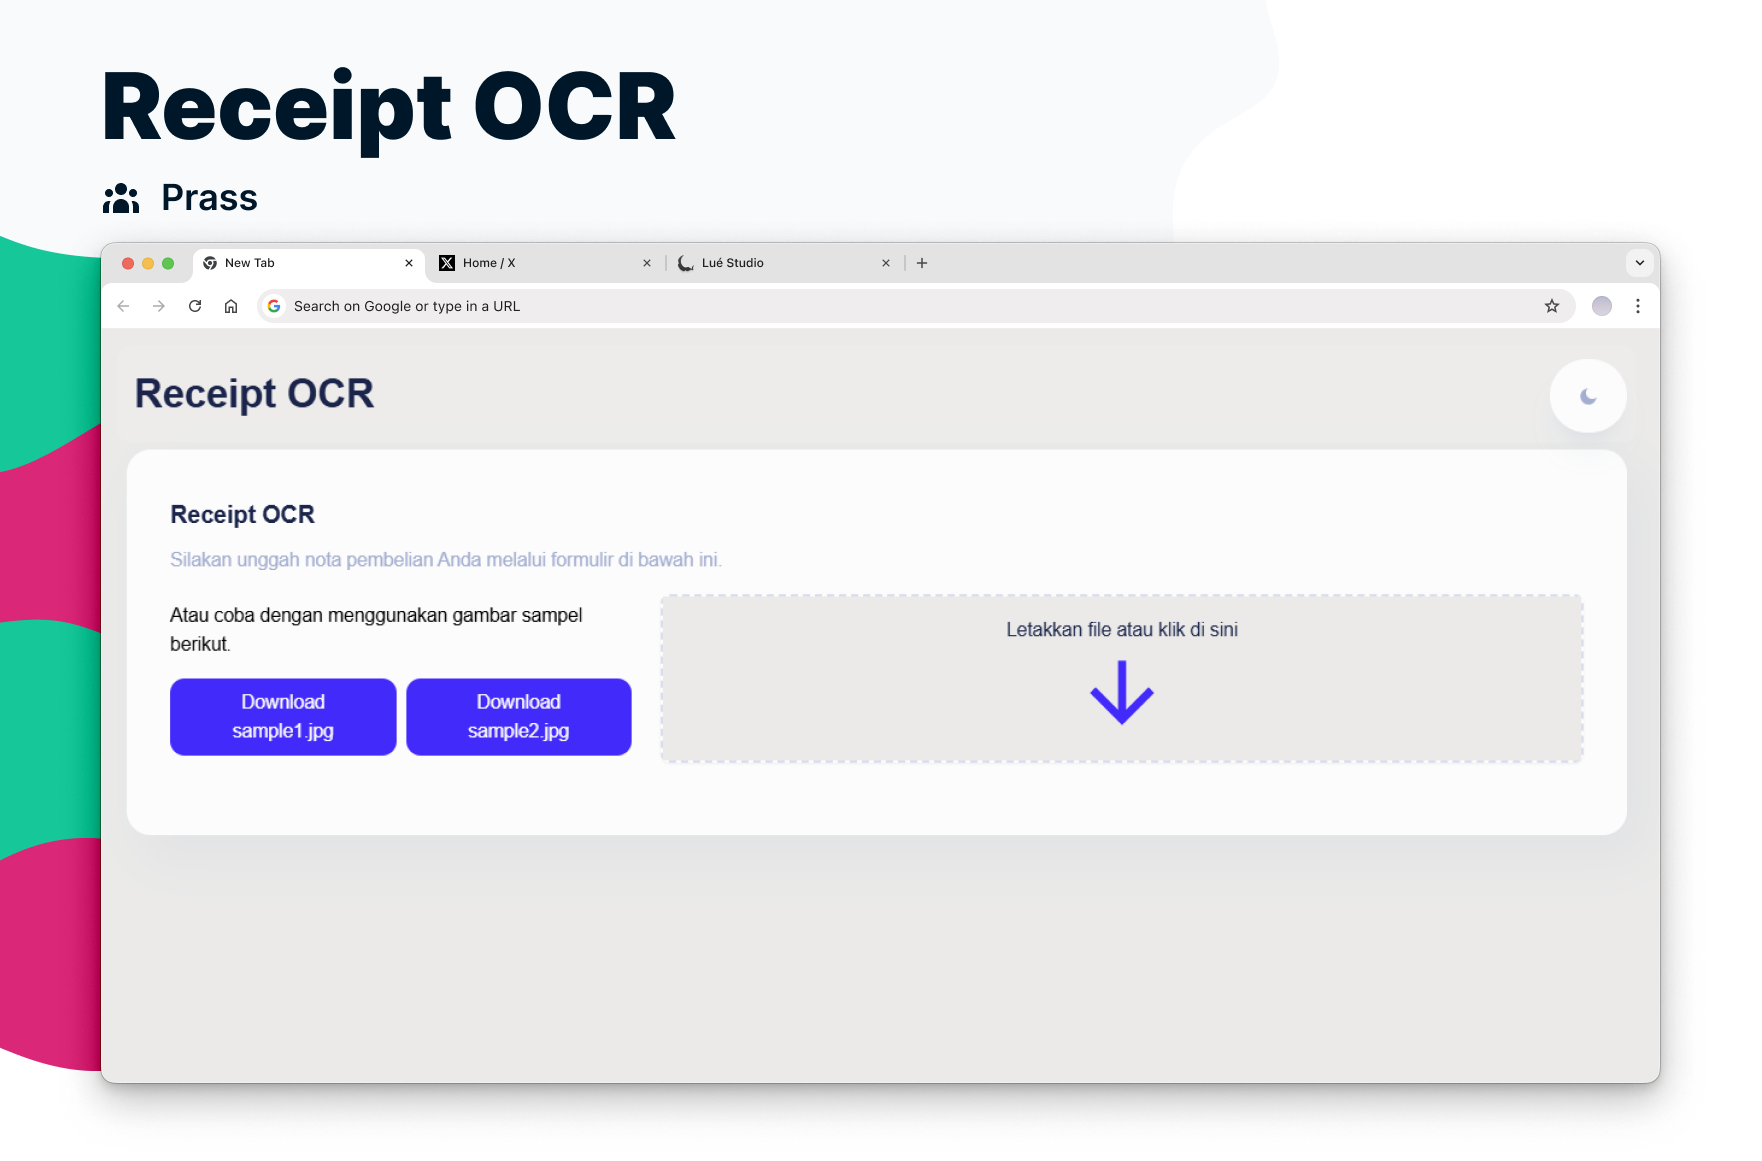 Receipt OCR
Prass
New Tab
Home / X
Lué Studio
Search on Google or type in a URL
Receipt OCR
Receipt OCR
Silakan unggah nota pembelian Anda melalui formulir di bawah ini.
Atau coba dengan menggunakan gambar sampel
berikut.
Download
sample1.jpg
Download
sample2.jpg
Letakkan file atau klik di sini